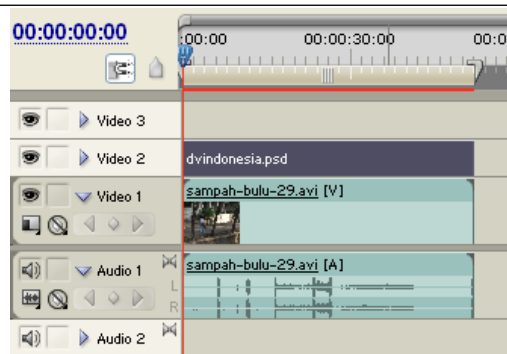 00:00:00:00
:00:00 00:00:30:00 00:0
Video 3
Video 2 dvindonesia.psd
Video 1 sampah-bulu-29.avi [V]
Audio 1 sampah-bulu-29.avi [A]
L
R
Audio 2